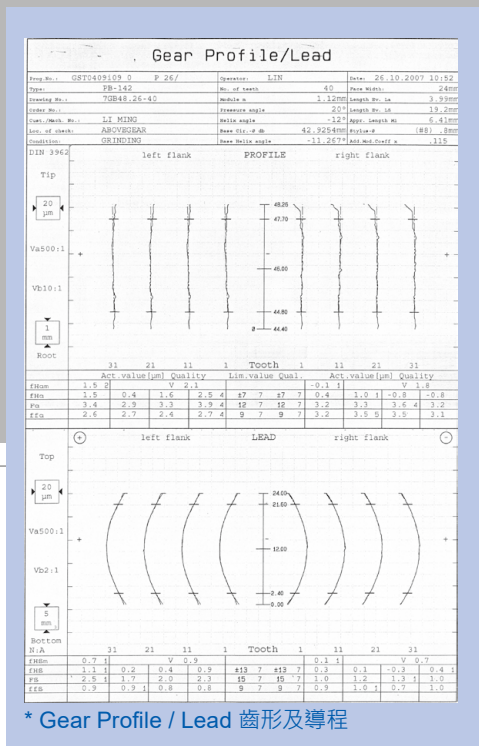 Gear Profile/Lead
Prog.No.: GST0409109 0 P 26/ Operator: LIN Date: 26.10.2007 10:52
Type: PB-142 No. of teeth 40 Face Width: 24mm
Drawing No.: 7GB48.26-40 Module m 1.12mm Length Ev. La 3.99mm
Order No.: Pressure angle 20° Length Ev. Lb 19.2mm
Cust./Mach. No.: LI MING Helix angle -12° Appr. Length M1 6.41mm
Loc. of check: ABOVEGEAR Base Cir.-Ø db 42.9254mm Stylus-Ø (#8) .8mm
Condition: GRINDING Base Helix angle -11.267° Add.Mod.Coeff x .115
DIN 3962 left flank PROFILE right flank
Tip
20 µm
48.26
47.70
Va500:1
46.00
Vb10:1
44.80
1 mm
Ø 44.40
Root
31 21 11 1 Tooth 1 11 21 31
Act.value[µm] Quality Lim.value Qual. Act.value[µm] Quality
fHαm 1.5 2 V 2.1 -0.1 1 V 1.8
fHα 1.5 0.4 1.6 2.5 4 ±7 7 ±7 7 0.4 1.0 1 -0.8 -0.8
Fα 3.4 2.9 3.3 3.9 4 12 7 12 7 3.2 3.3 3.6 4 3.2
ffα 2.6 2.7 2.4 2.7 4 9 7 9 7 3.2 3.5 5 3.5 3.1
+ left flank LEAD right flank -
Top
20 µm
24.00
21.60
Va500:1
12.00
Vb2:1
2.40
0.00
5 mm
Bottom
N:A 31 21 11 1 Tooth 1 11 21 31
fHßm 0.7 1 V 0.9 0.1 1 V 0.7
fHß 1.1 1 0.2 0.4 0.9 ±13 7 ±13 7 0.3 0.1 -0.3 0.4 1
Fß 2.5 1 1.7 2.0 2.3 15 7 15 7 1.0 1.2 1.3 1 1.0
ffß 0.9 0.9 1 0.8 0.8 9 7 9 7 0.9 1.0 1 0.7 1.0
* Gear Profile / Lead 齒形及導程